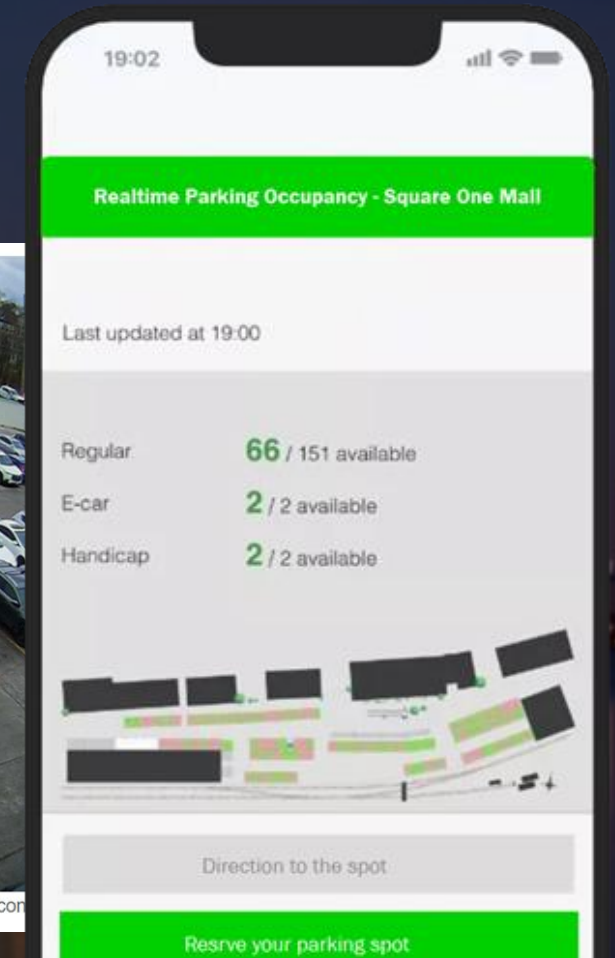 19:02
Realtime Parking Occupancy - Square One Mall
Last updated at 19:00
Regular 66 / 151 available
E-car 2 / 2 available
Handicap 2 / 2 available
con
Direction to the spot
Resrve your parking spot